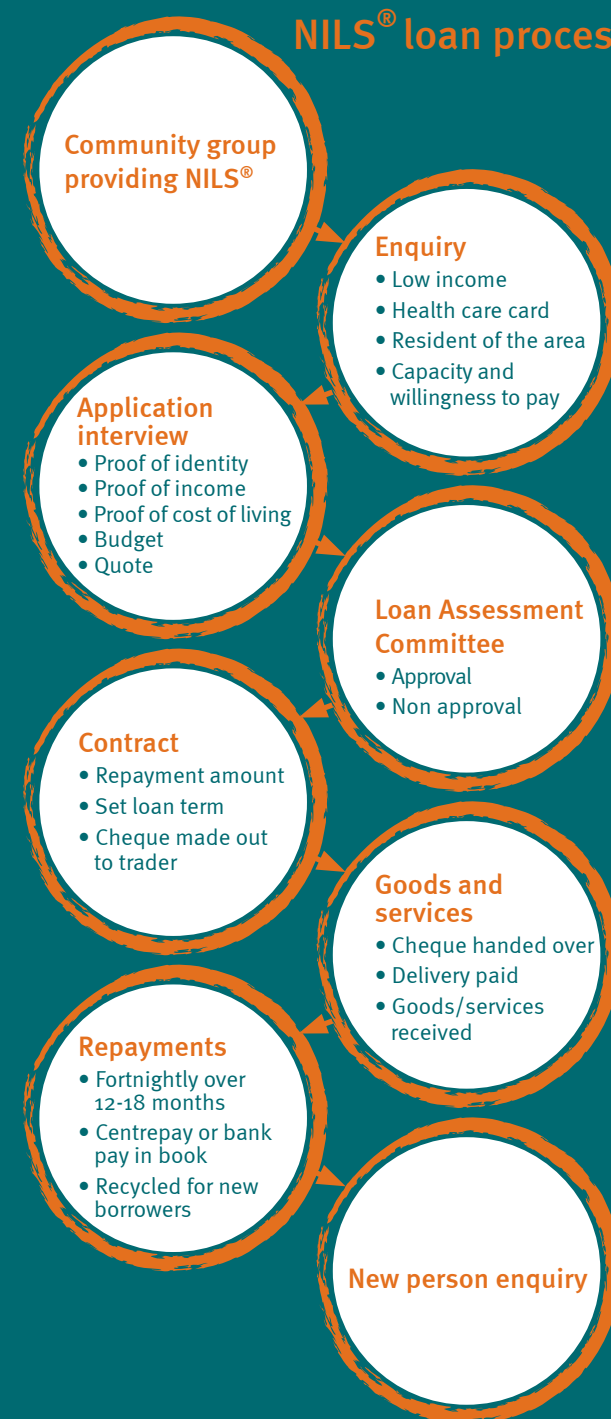 NILS® loan proces
Community group
providing NILS®
Enquiry
• Low income
• Health care card
• Resident of the area
• Capacity and
willingness to pay
Application
interview
• Proof of identity
• Proof of income
• Proof of cost of living
• Budget
• Quote
Loan Assessment
Committee
• Approval
• Non approval
Contract
• Repayment amount
• Set loan term
• Cheque made out
to trader
Goods and
services
• Cheque handed over
• Delivery paid
• Goods/services
received
Repayments
• Fortnightly over
12-18 months
• Centrepay or bank
pay in book
• Recycled for new
borrowers
New person enquiry